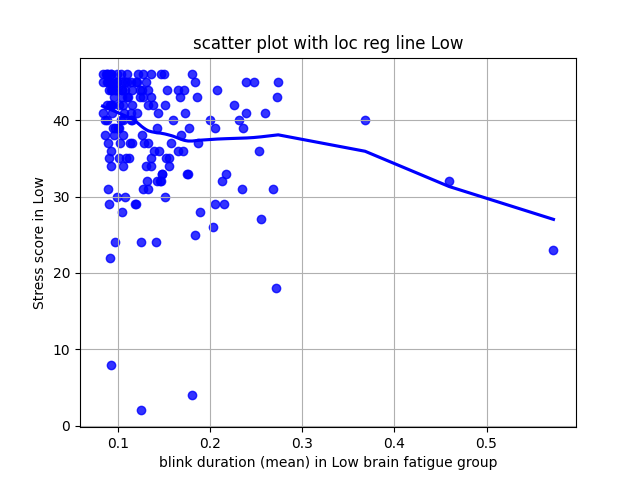 scatter plot with loc reg line Low
Stress score in Low
40
30
20
10
0
0.1 0.2 0.3 0.4 0.5
blink duration (mean) in Low brain fatigue group